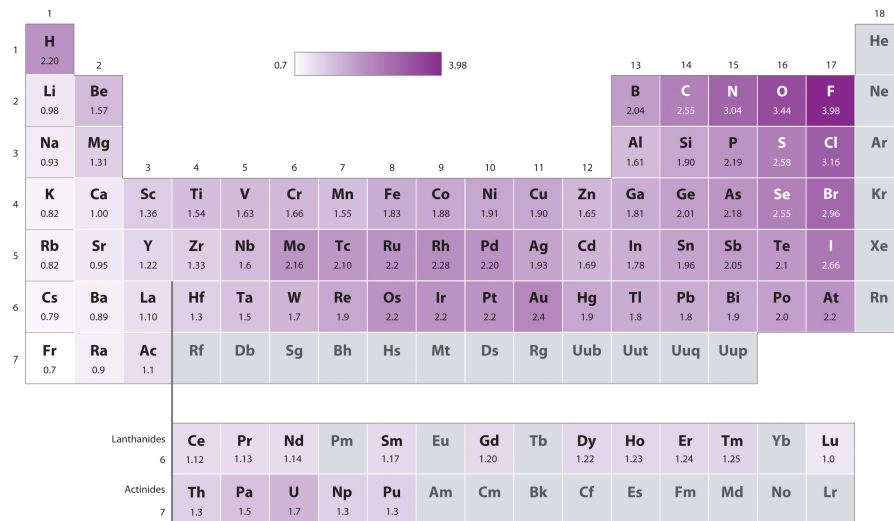 1 18
1 H He
2.20 2 0.7 3.98 13 14 15 16 17
2 Li Be B C N O F Ne
0.98 1.57 2.04 2.55 3.04 3.44 3.98
3 Na Mg Al Si P S Cl Ar
0.93 1.31 3 4 5 6 7 8 9 10 11 12 1.61 1.90 2.19 2.58 3.16
4 K Ca Sc Ti V Cr Mn Fe Co Ni Cu Zn Ga Ge As Se Br Kr
0.82 1.00 1.36 1.54 1.63 1.66 1.55 1.83 1.88 1.91 1.90 1.65 1.81 2.01 2.18 2.55 2.96
5 Rb Sr Y Zr Nb Mo Tc Ru Rh Pd Ag Cd In Sn Sb Te I Xe
0.82 0.95 1.22 1.33 1.6 2.16 2.10 2.2 2.28 2.20 1.93 1.69 1.78 1.96 2.05 2.1 2.66
6 Cs Ba La Hf Ta W Re Os Ir Pt Au Hg Tl Pb Bi Po At Rn
0.79 0.89 1.10 1.3 1.5 1.7 1.9 2.2 2.2 2.2 2.4 1.9 1.8 1.8 1.9 2.0 2.2
7 Fr Ra Ac Rf Db Sg Bh Hs Mt Ds Rg Uub Uut Uuq Uup
0.7 0.9 1.1
Lanthanides Ce Pr Nd Pm Sm Eu Gd Tb Dy Ho Er Tm Yb Lu
6 1.12 1.13 1.14 1.17 1.20 1.22 1.23 1.24 1.25 1.0
Actinides Th Pa U Np Pu Am Cm Bk Cf Es Fm Md No Lr
7 1.3 1.5 1.7 1.3 1.3